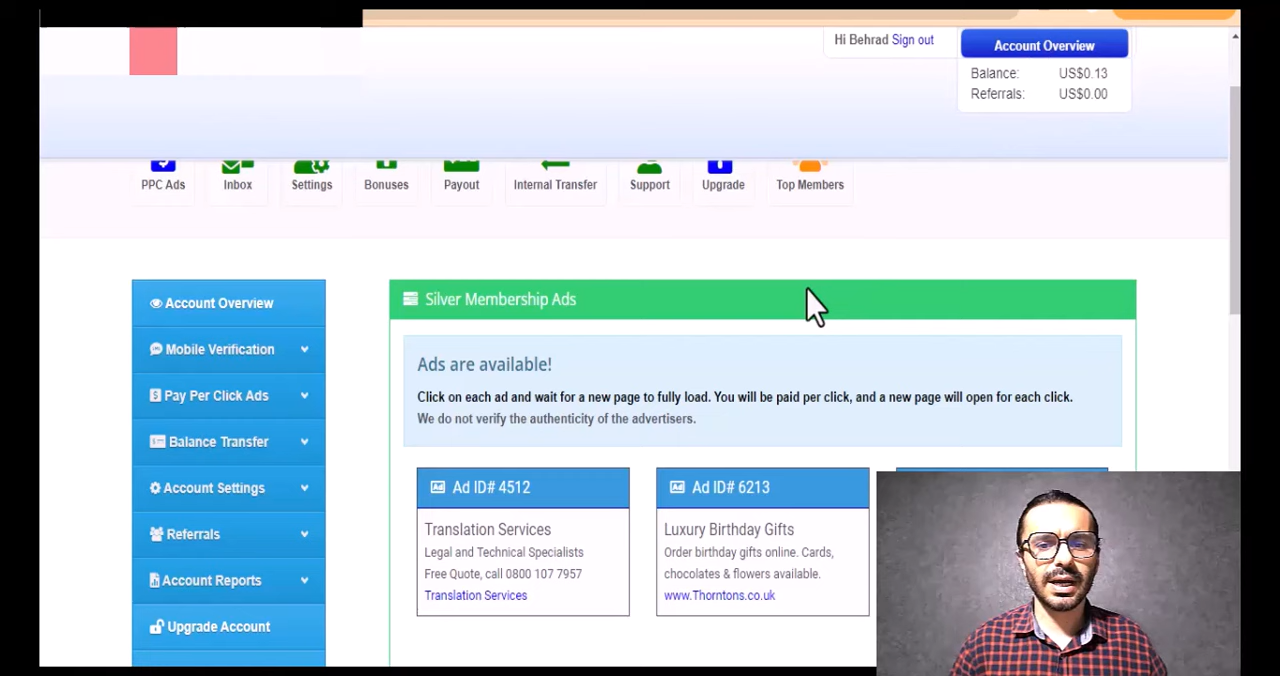 Hi Behrad Sign out
Account Overview
Balance: US$0.13
Referrals: US$0.00
PPC Ads
Inbox
Settings
Bonuses
Payout
Internal Transfer
Support
Upgrade
Top Members
Account Overview
Mobile Verification
Pay Per Click Ads
Balance Transfer
Account Settings
Referrals
Account Reports
Upgrade Account
Silver Membership Ads
Ads are available!
Click on each ad and wait for a new page to fully load. You will be paid per click, and a new page will open for each click.
We do not verify the authenticity of the advertisers.
Ad ID# 4512
Translation Services
Legal and Technical Specialists
Free Quote, call 0800 107 7957
Translation Services
Ad ID# 6213
Luxury Birthday Gifts
Order birthday gifts online. Cards,
chocolates & flowers available.
www.Thorntons.co.uk